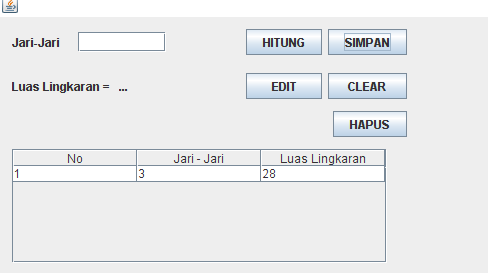 Jari-Jari HITUNG SIMPAN
Luas Lingkaran = ... EDIT CLEAR
HAPUS
No Jari - Jari Luas Lingkaran
1 3 28